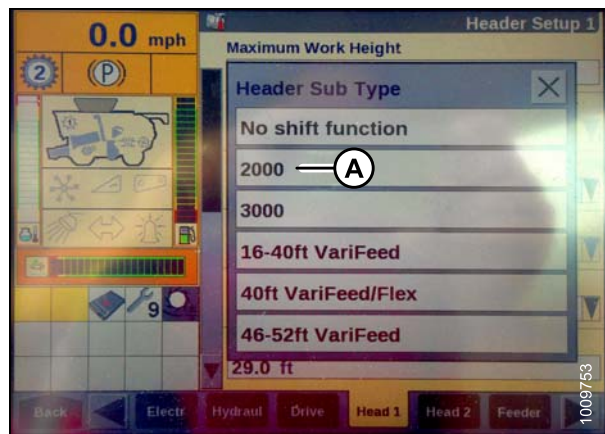 0.0 mph
Header Setup 1
Maximum Work Height
2
(P)
Header Sub Type
No shift function
2000
A
3000
16-40ft VariFeed
40ft VariFeed/Flex
46-52ft VariFeed
9
29.0 ft
Back
Electr
Hydraul
Drive
Head 1
Head 2
Feeder
1009753